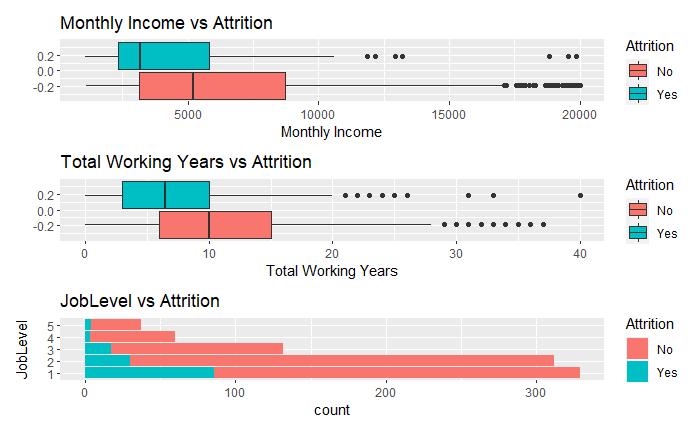 Monthly Income vs Attrition
0.2
0.0
-0.2
5000 10000 15000 20000
Monthly Income
Attrition
No
Yes
Total Working Years vs Attrition
0.2
0.0
-0.2
0 10 20 30 40
Total Working Years
Attrition
No
Yes
JobLevel vs Attrition
JobLevel
5
4
3
2
1
0 100 200 300
count
Attrition
No
Yes